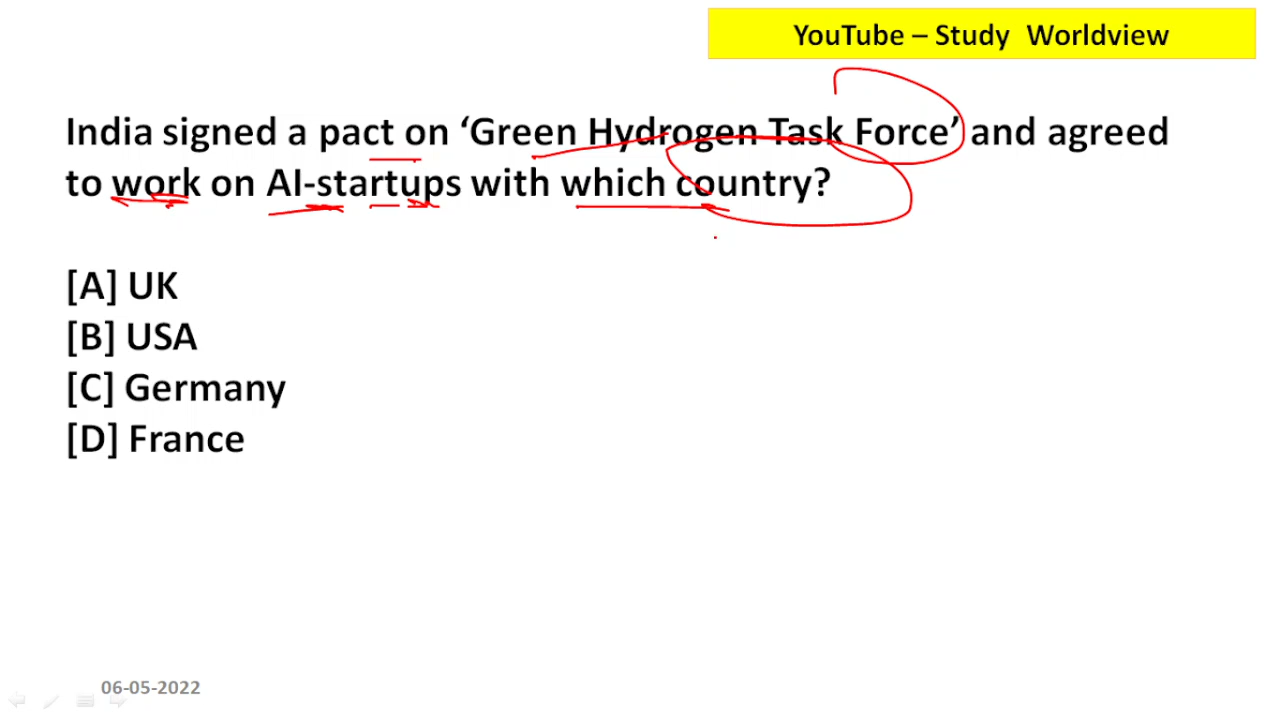 YouTube – Study Worldview
India signed a pact on ‘Green Hydrogen Task Force’ and agreed
to work on AI-startups with which country?
[A] UK
[B] USA
[C] Germany
[D] France
06-05-2022